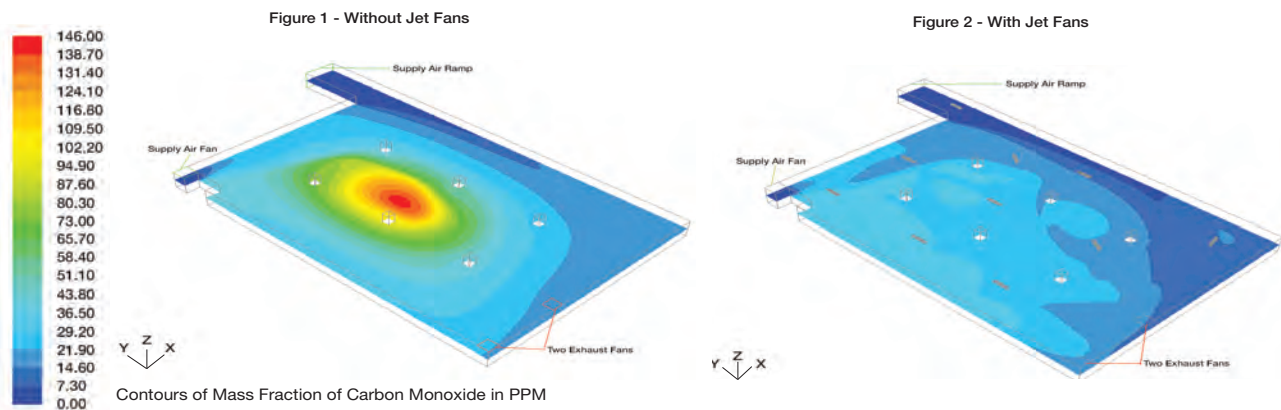 Figure 1 - Without Jet Fans
Figure 2 - With Jet Fans
146.00
138.70
131.40
124.10
116.80
109.50
102.20
94.90
87.60
80.30
73.00
65.70
58.40
51.10
43.80
36.50
29.20
21.90
14.60
7.30
0.00
Supply Air Ramp
Supply Air Fan
Two Exhaust Fans
Y Z X
Contours of Mass Fraction of Carbon Monoxide in PPM
Supply Air Ramp
Supply Air Fan
Two Exhaust Fans
Y Z X